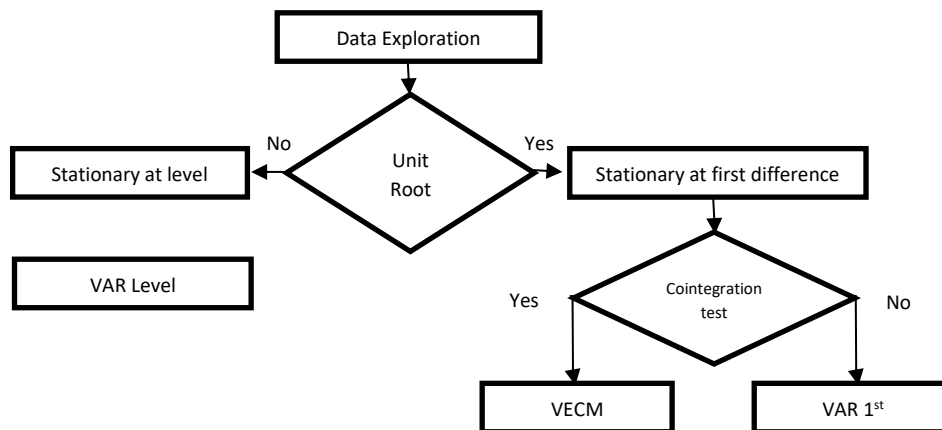 Data Exploration
No
Yes
Unit
Root
Stationary at level
Stationary at first difference
VAR Level
Yes
Cointegration
test
No
VECM
VAR 1st